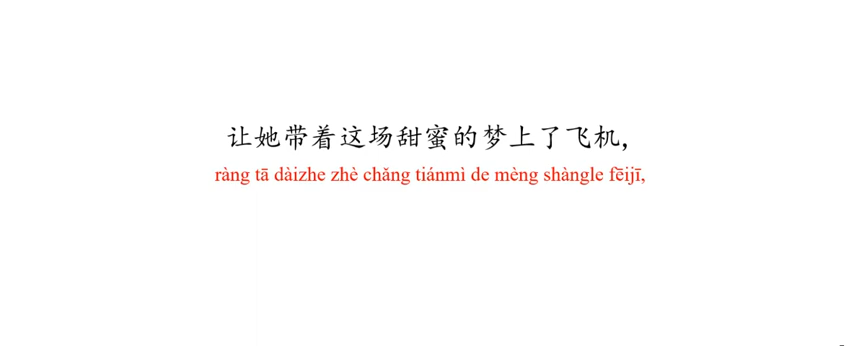 让她带着这场甜蜜的梦上了飞机,
ràng tā dàizhe zhè chǎng tiánmì de mèng shàngle fēijī,